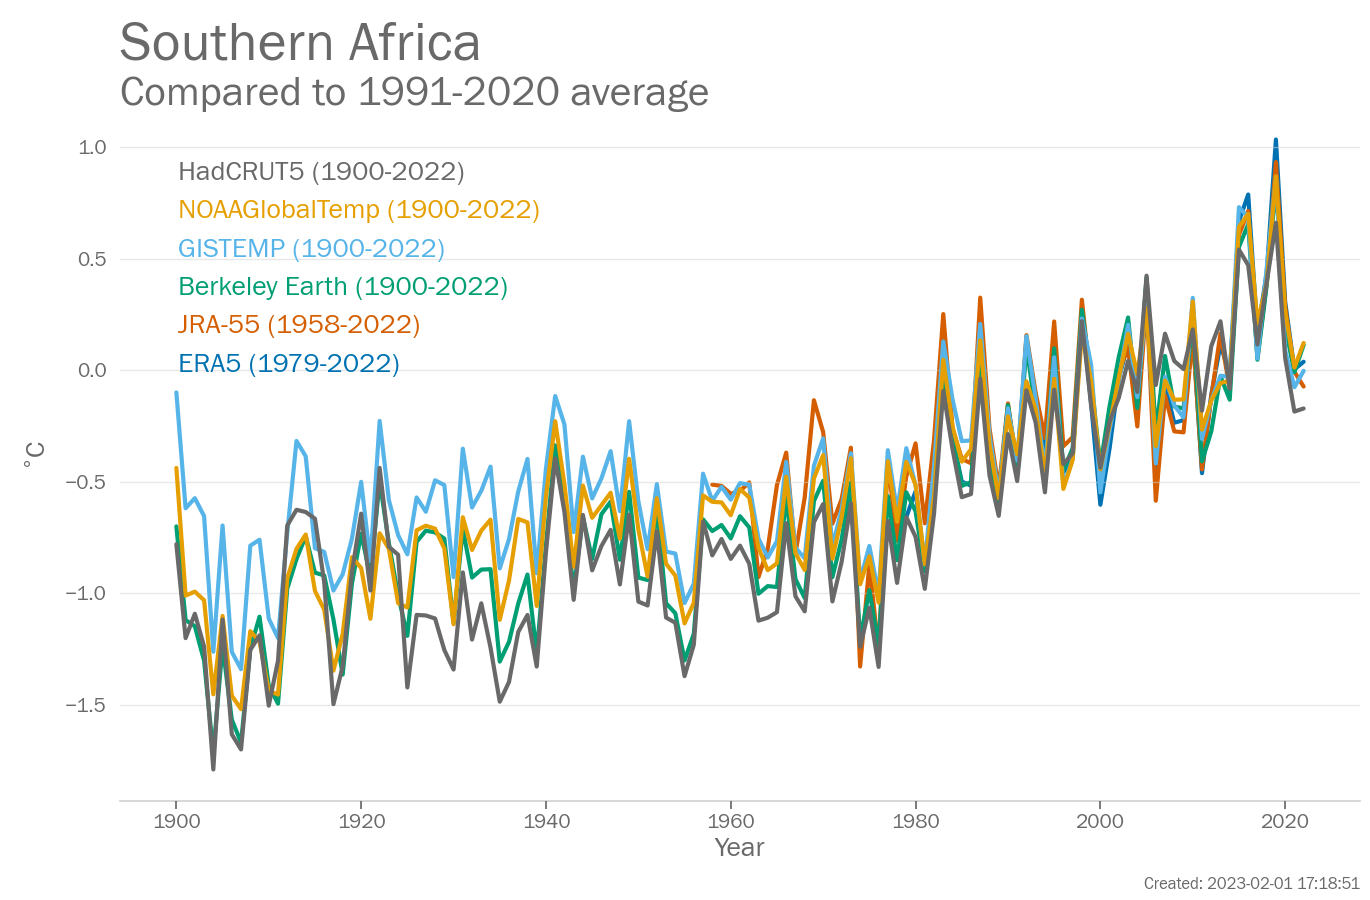 Southern Africa
Compared to 1991-2020 average
1.0
HadCRUT5 (1900-2022)
NOAAGlobalTemp (1900-2022)
GISTEMP (1900-2022)
0.5
Berkeley Earth (1900-2022)
JRA-55 (1958-2022)
ERA5 (1979-2022)
0.0
°C
−0.5
−1.0
−1.5
1900 1920 1940 1960 1980 2000 2020
Year
Created: 2023-02-01 17:18:51